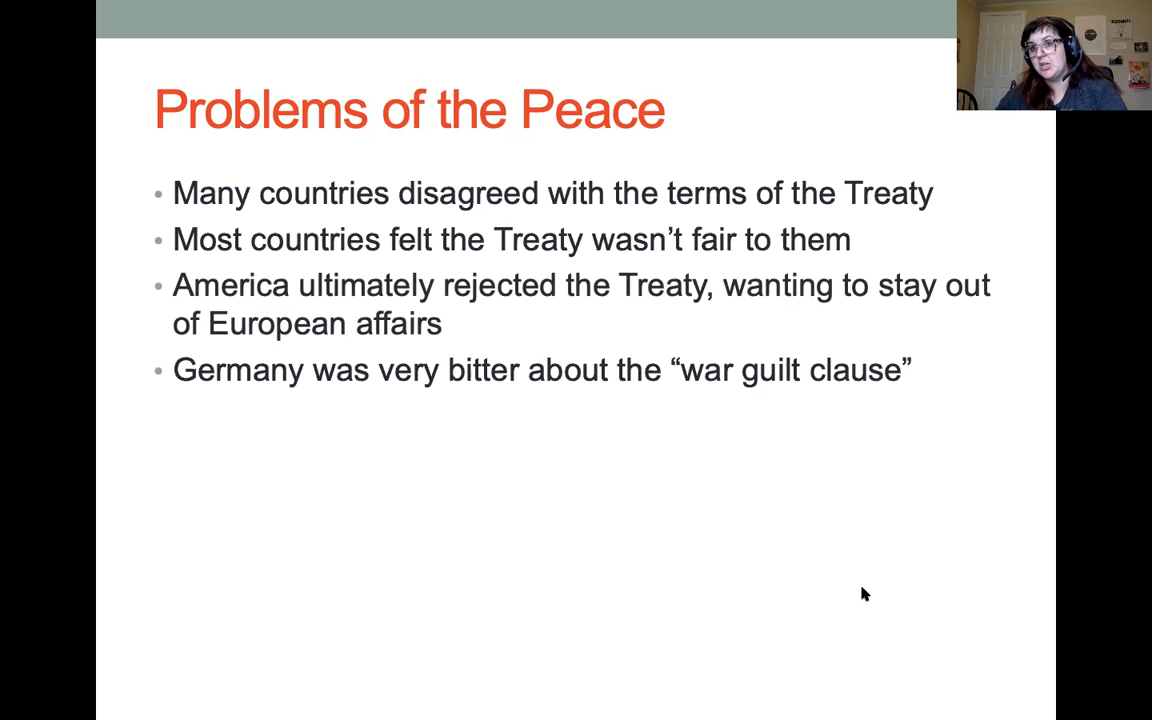 Problems of the Peace
• Many countries disagreed with the terms of the Treaty
• Most countries felt the Treaty wasn’t fair to them
• America ultimately rejected the Treaty, wanting to stay out
of European affairs
• Germany was very bitter about the “war guilt clause”